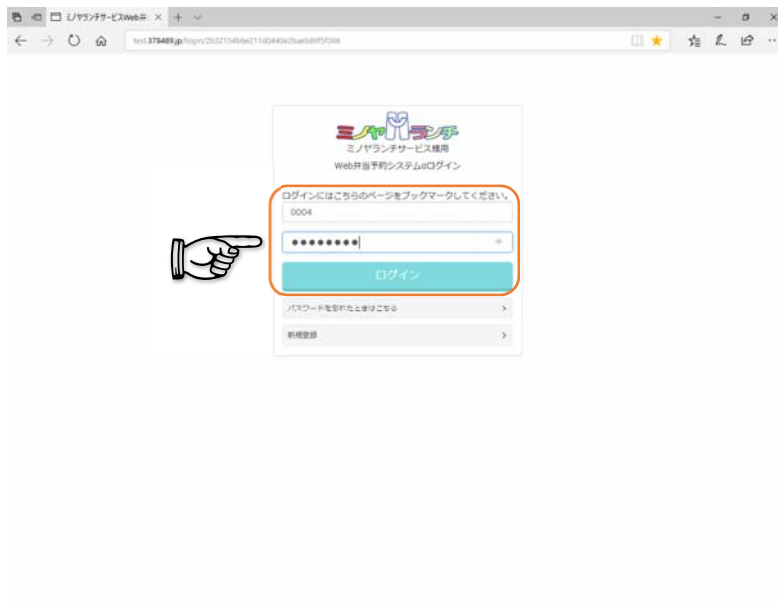 ミノヤランチサービスWeb弁
test.378489.jp/login/
ミノヤランチ
ミノヤランチサービス様用
Web弁当予約システムoログイン
ログインにはこちらのページをブックマークしてください。
0004
●●●●●●●●
ログイン
パスワードを忘れたときはこちら
新規登録